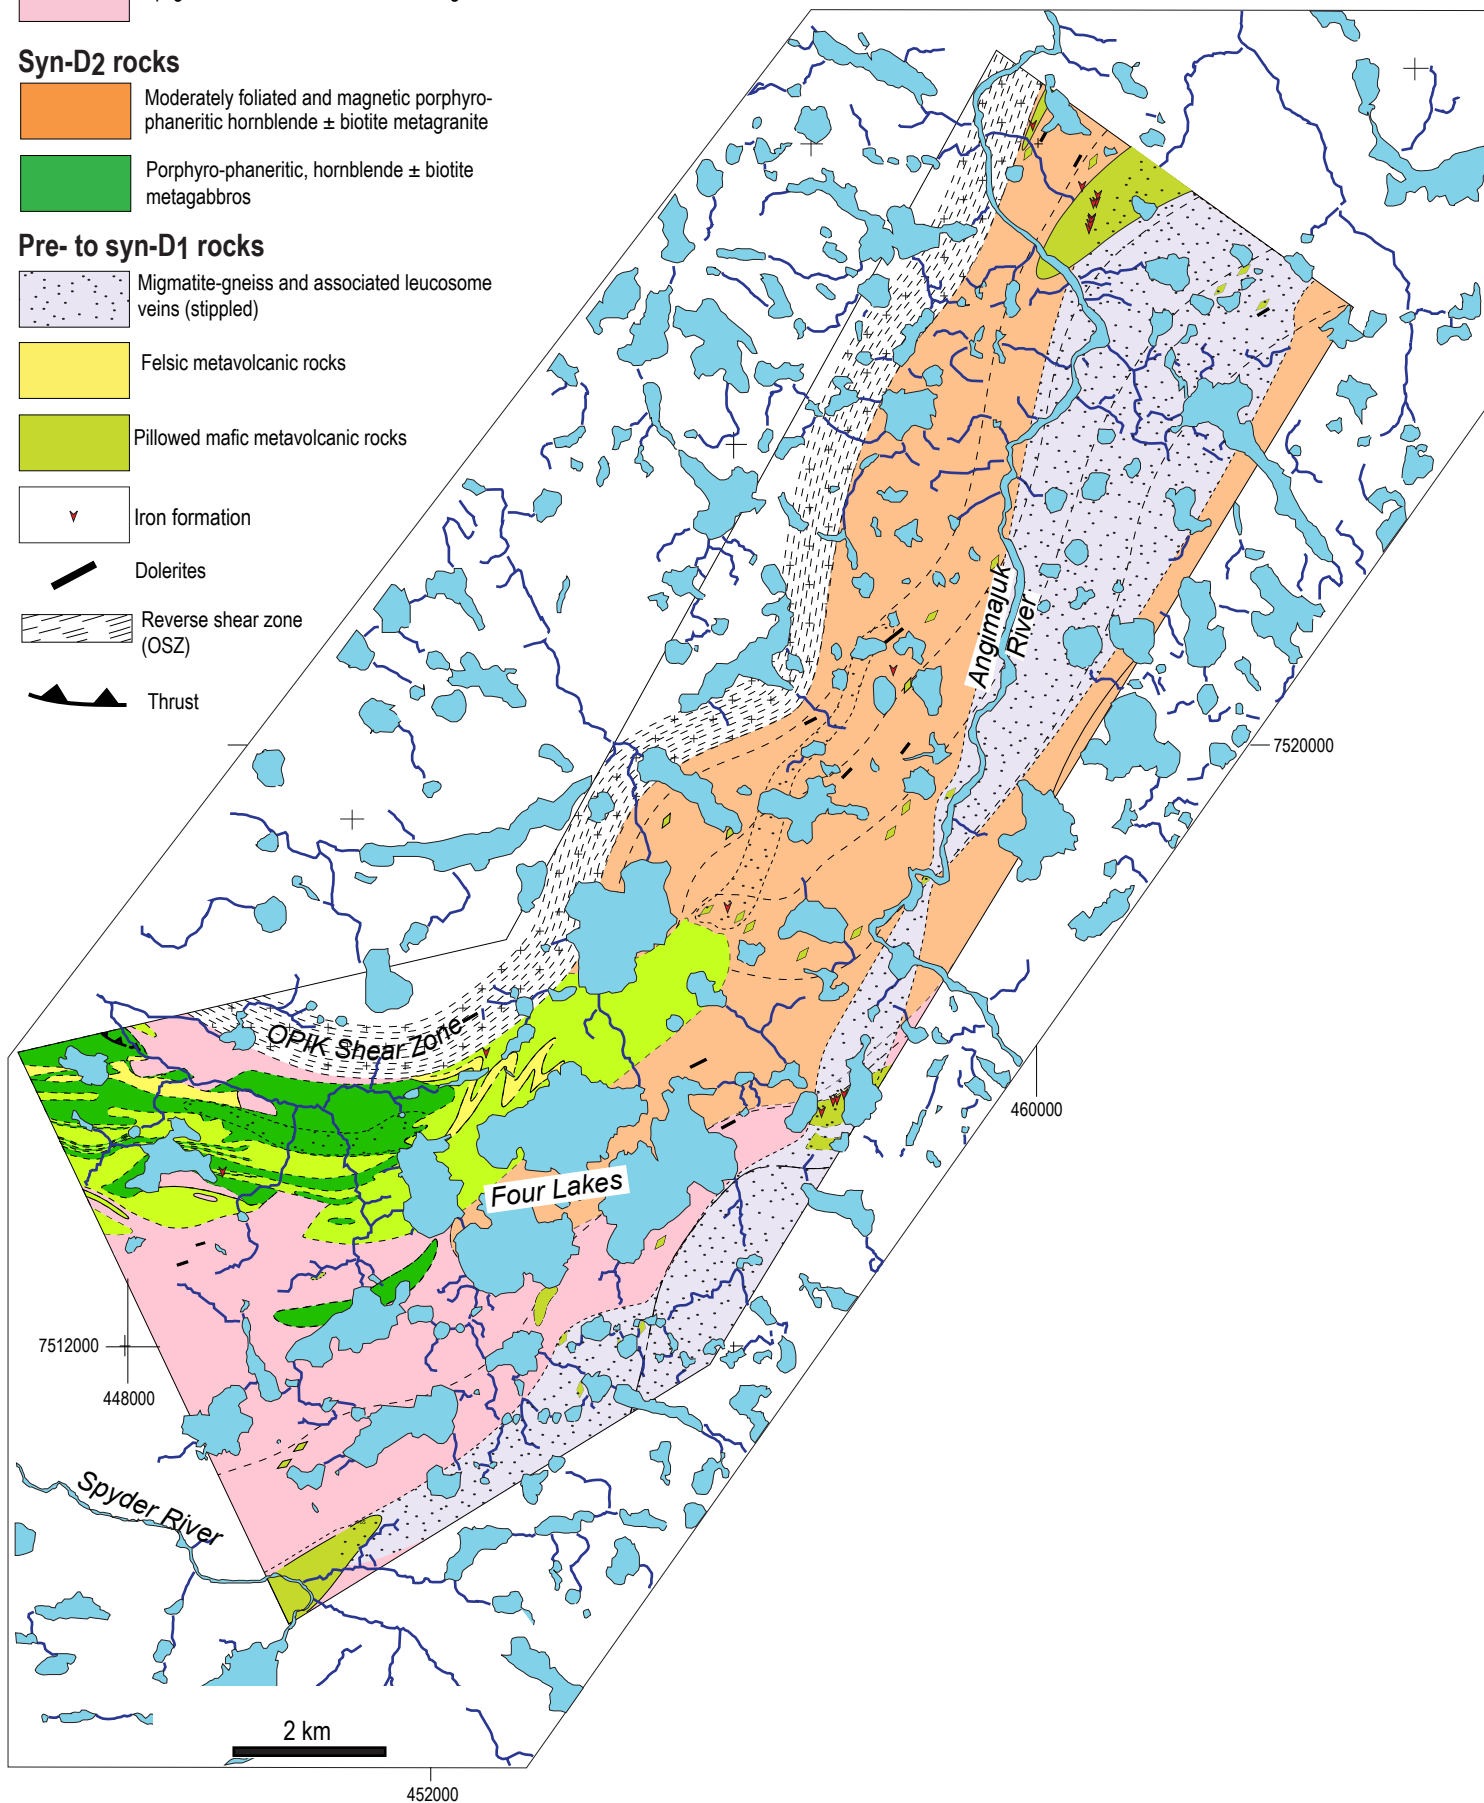 Syn-D2 rocks
Moderately foliated and magnetic porphyro-
phaneritic hornblende ± biotite metagranite
Porphyro-phaneritic, hornblende ± biotite
metagabbros
Pre- to syn-D1 rocks
Migmatite-gneiss and associated leucosome
veins (stippled)
Felsic metavolcanic rocks
Pillowed mafic metavolcanic rocks
Iron formation
Dolerites
Reverse shear zone
(OSZ)
Thrust
Angimajuk
River
7520000
OPIK Shear Zone
460000
Four Lakes
7512000
448000
Spyder River
2 km
452000